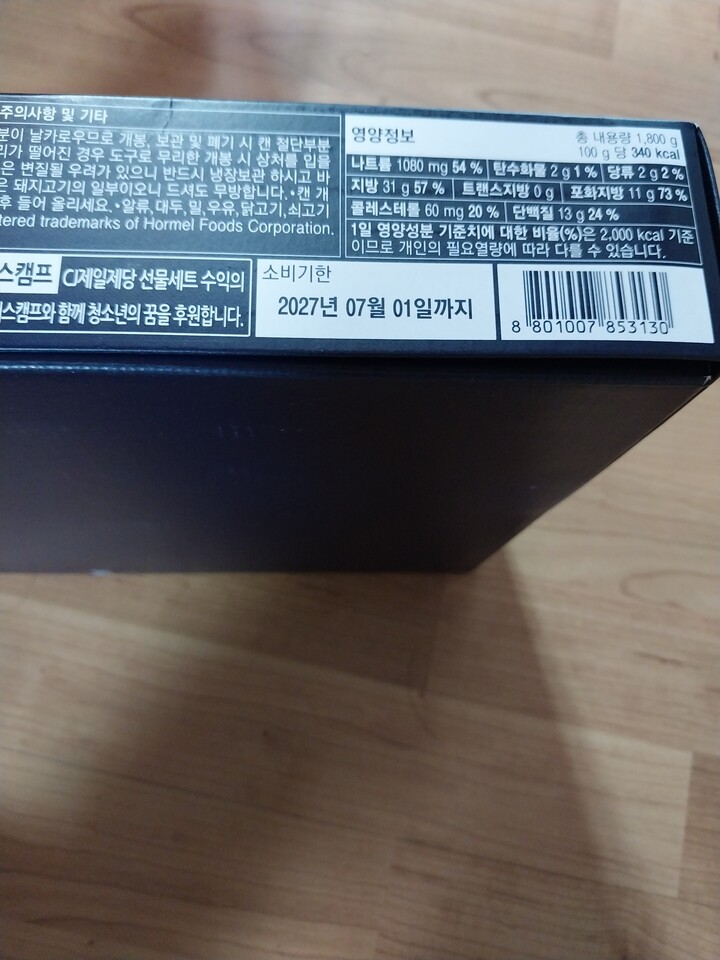 주의사항 및 기타
분이 날카로우므로 개봉, 보관 및 폐기 시 캔 절단부분
리가 떨어진 경우 도구로 무리한 개봉 시 상처를 입을
은 변질될 우려가 있으니 반드시 냉장보관 하시고 바
은 돼지고기의 일부이오니 드셔도 무방합니다. •캔 개
후 들어 올리세요. •알류, 대두, 밀, 우유, 닭고기, 쇠고기
tered trademarks of Hormel Foods Corporation.
영양정보
총 내용량 1,800 g
100 g 당 340 kcal
나트륨 1080 mg 54 % 탄수화물 2 g 1 % 당류 2 g 2 %
지방 31 g 57 % 트랜스지방 0 g 포화지방 11 g 73 %
콜레스테롤 60 mg 20 % 단백질 13 g 24 %
1일 영양성분 기준치에 대한 비율(%)은 2,000 kcal 기준
이므로 개인의 필요열량에 따라 다를 수 있습니다.
스캠프 CJ제일제당 선물세트 수익의
스캠프와 함께 청소년의 꿈을 후원합니다.
소비기한
2027년 07월 01일까지
8 801007 853130